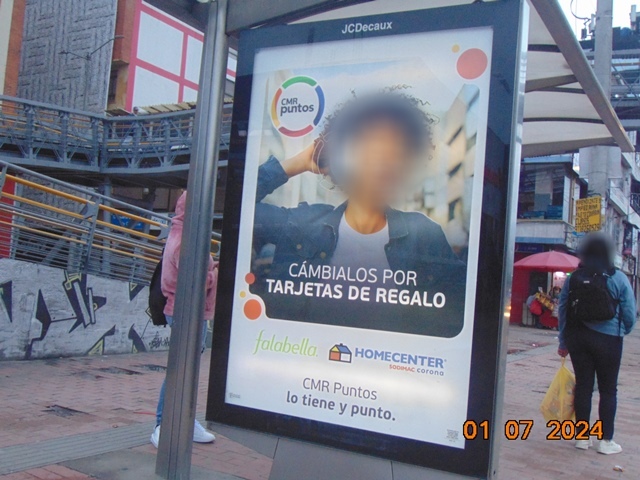 JCDecaux
CMR
puntos
CÁMBIALOS POR
TARJETAS DE REGALO
falabella.
HOMECENTER
SODIMAC corona
CMR Puntos
lo tiene y punto.
01 07 2024